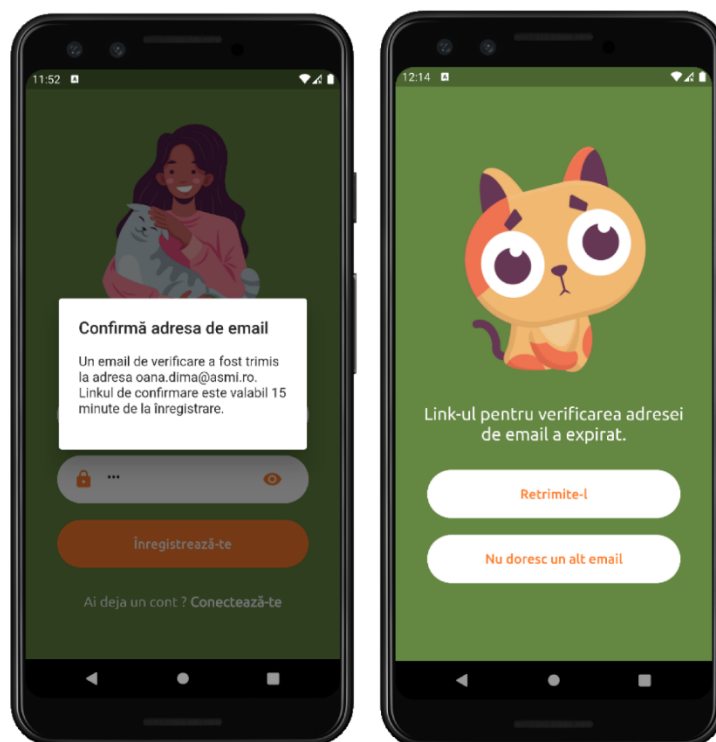 11:52
Confirmă adresa de email
Un email de verificare a fost trimis
la adresa oana.dima@asmi.ro.
Linkul de confirmare este valabil 15
minute de la înregistrare.
•••
Înregistrează-te
Ai deja un cont ? Conectează-te
12:14
Link-ul pentru verificarea adresei
de email a expirat.
Retrimite-l
Nu doresc un alt email